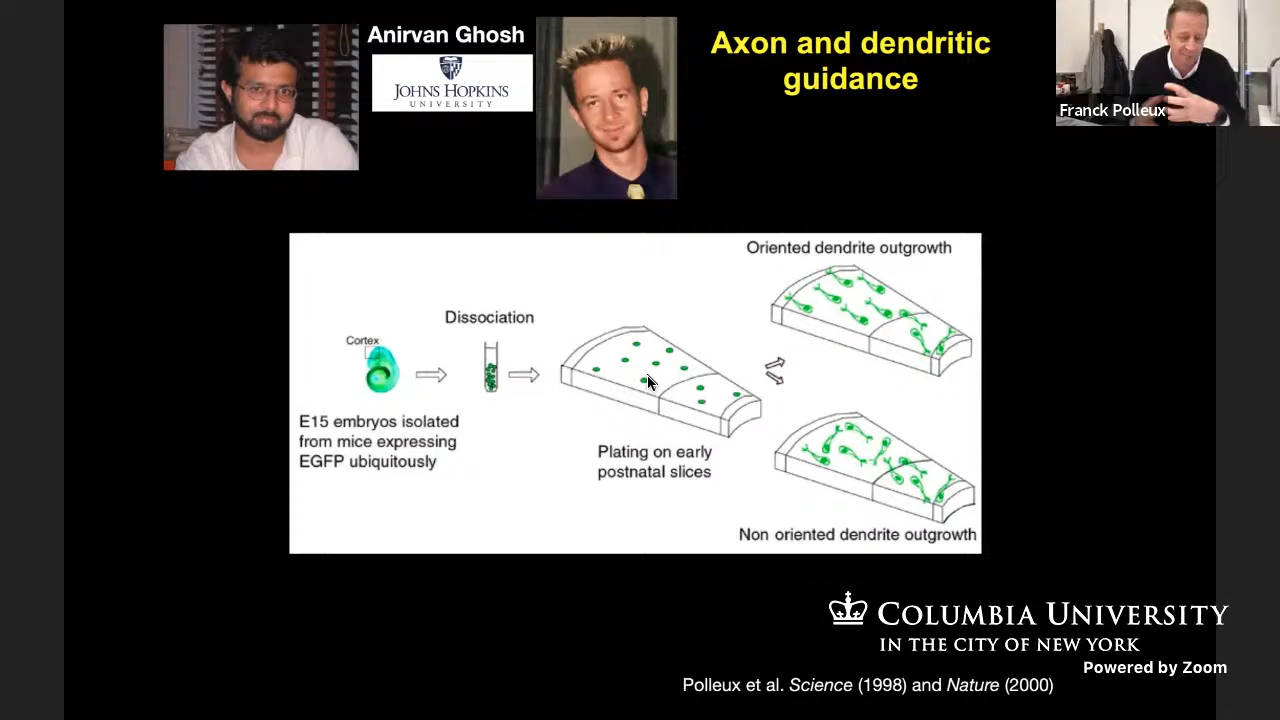 Anirvan Ghosh
JOHNS HOPKINS
UNIVERSITY
Axon and dendritic
guidance
Franck Polleux
Oriented dendrite outgrowth
Dissociation
Cortex
E15 embryos isolated
from mice expressing
EGFP ubiquitously
Plating on early
postnatal slices
Non oriented dendrite outgrowth
COLUMBIA UNIVERSITY
IN THE CITY OF NEW YORK
Powered by Zoom
Polleux et al. Science (1998) and Nature (2000)